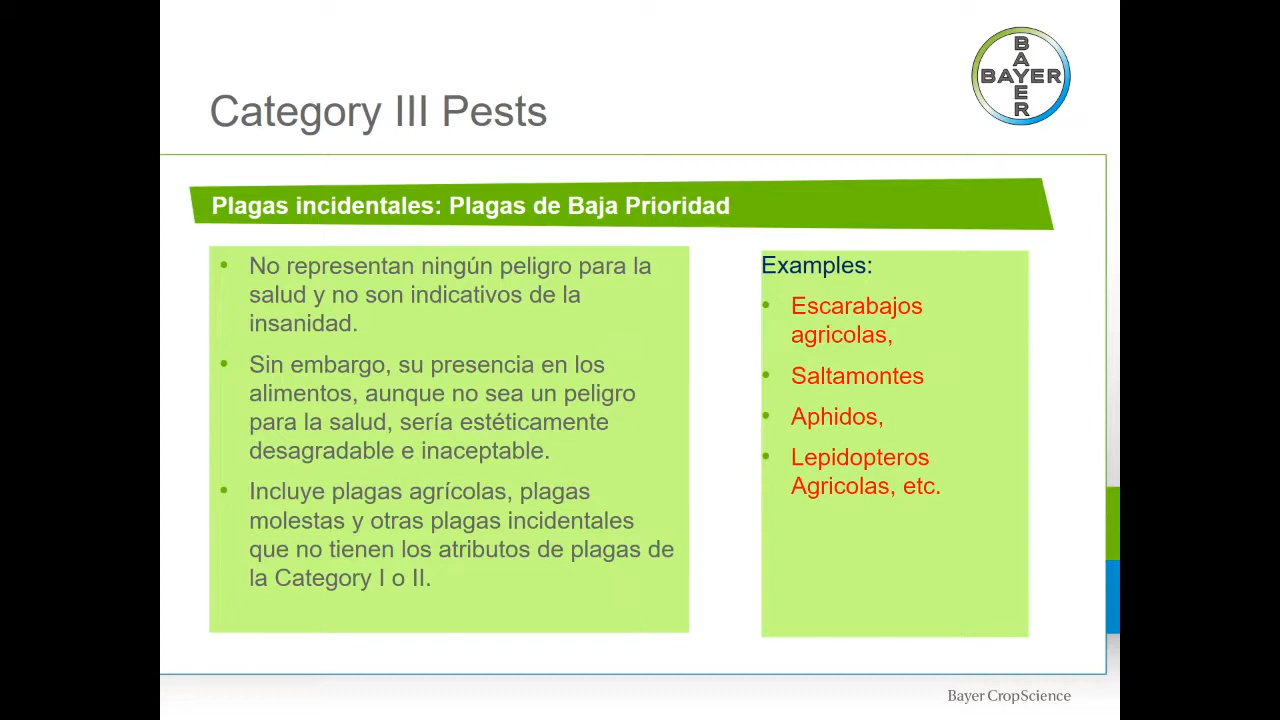 BAYER
BAYER
Category III Pests
Plagas incidentales: Plagas de Baja Prioridad
• No representan ningún peligro para la
salud y no son indicativos de la
insanidad.
• Sin embargo, su presencia en los
alimentos, aunque no sea un peligro
para la salud, sería estéticamente
desagradable e inaceptable.
• Incluye plagas agrícolas, plagas
molestas y otras plagas incidentales
que no tienen los atributos de plagas de
la Category I o II.
Examples:
• Escarabajos
agricolas,
• Saltamontes
• Aphidos,
• Lepidopteros
Agricolas, etc.
Bayer CropScience